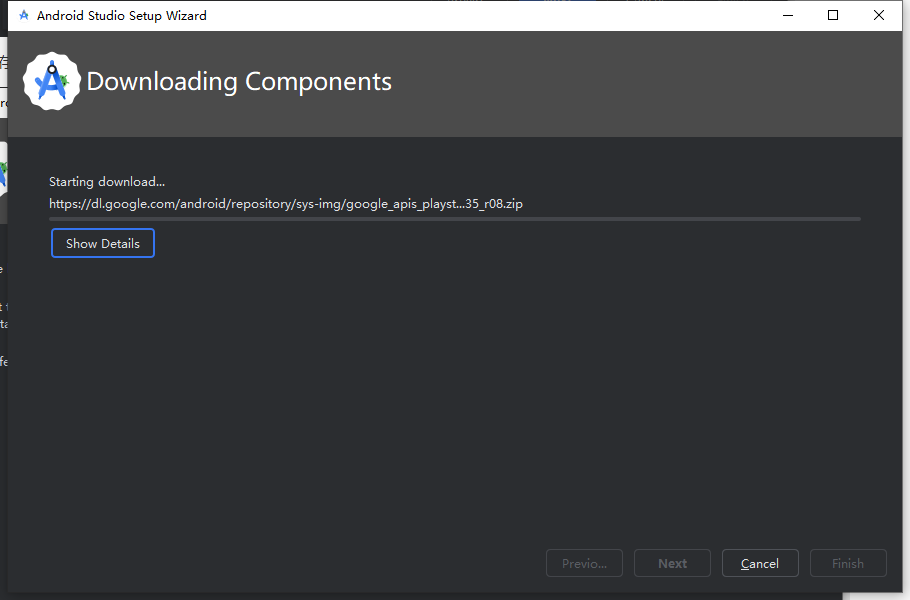 Android Studio Setup Wizard
Downloading Components
Starting download...
https://dl.google.com/android/repository/sys-img/google_apis_playst...35_r08.zip
Show Details
Previo...
Next
Cancel
Finish